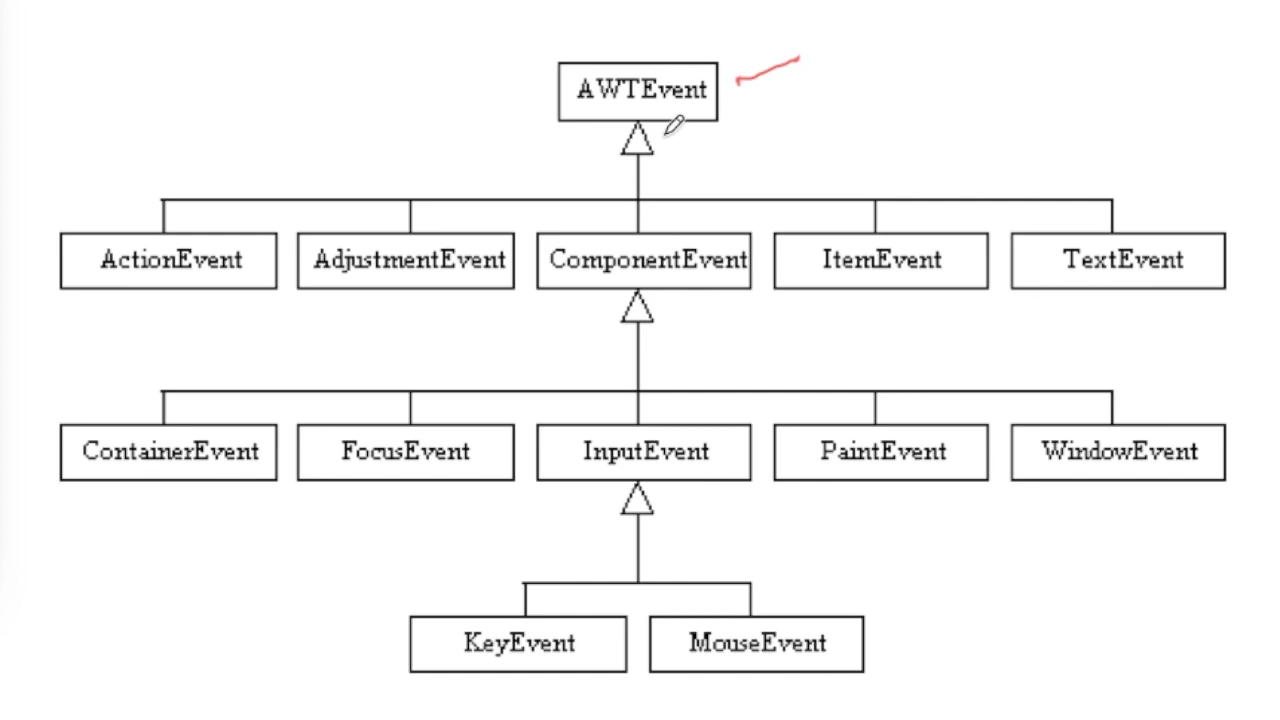 AWTEvent
ActionEvent AdjustmentEvent ComponentEvent ItemEvent TextEvent
ContainerEvent FocusEvent InputEvent PaintEvent WindowEvent
KeyEvent MouseEvent